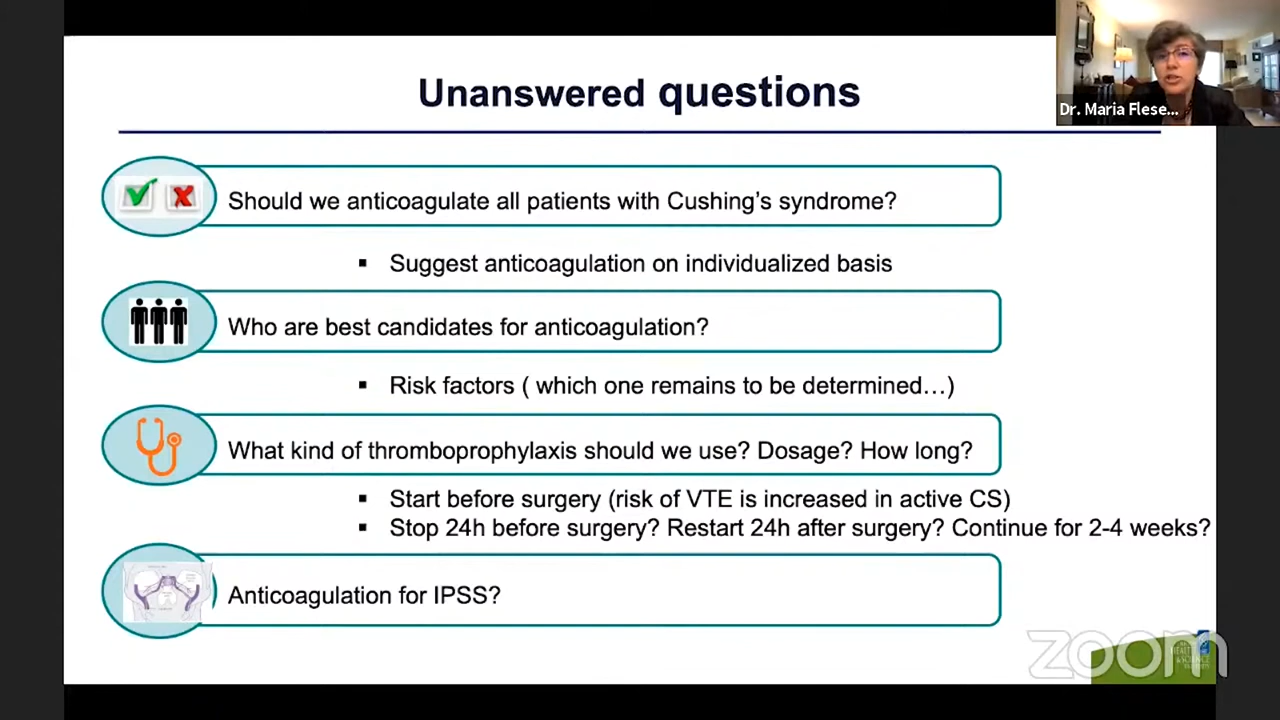 Unanswered questions
Dr. Maria Flese...
Should we anticoagulate all patients with Cushing's syndrome?
▪ Suggest anticoagulation on individualized basis
Who are best candidates for anticoagulation?
▪ Risk factors ( which one remains to be determined…)
What kind of thromboprophylaxis should we use? Dosage? How long?
▪ Start before surgery (risk of VTE is increased in active CS)
▪ Stop 24h before surgery? Restart 24h after surgery? Continue for 2-4 weeks?
Anticoagulation for IPSS?
zoom
HEALTH
& SCIENCE